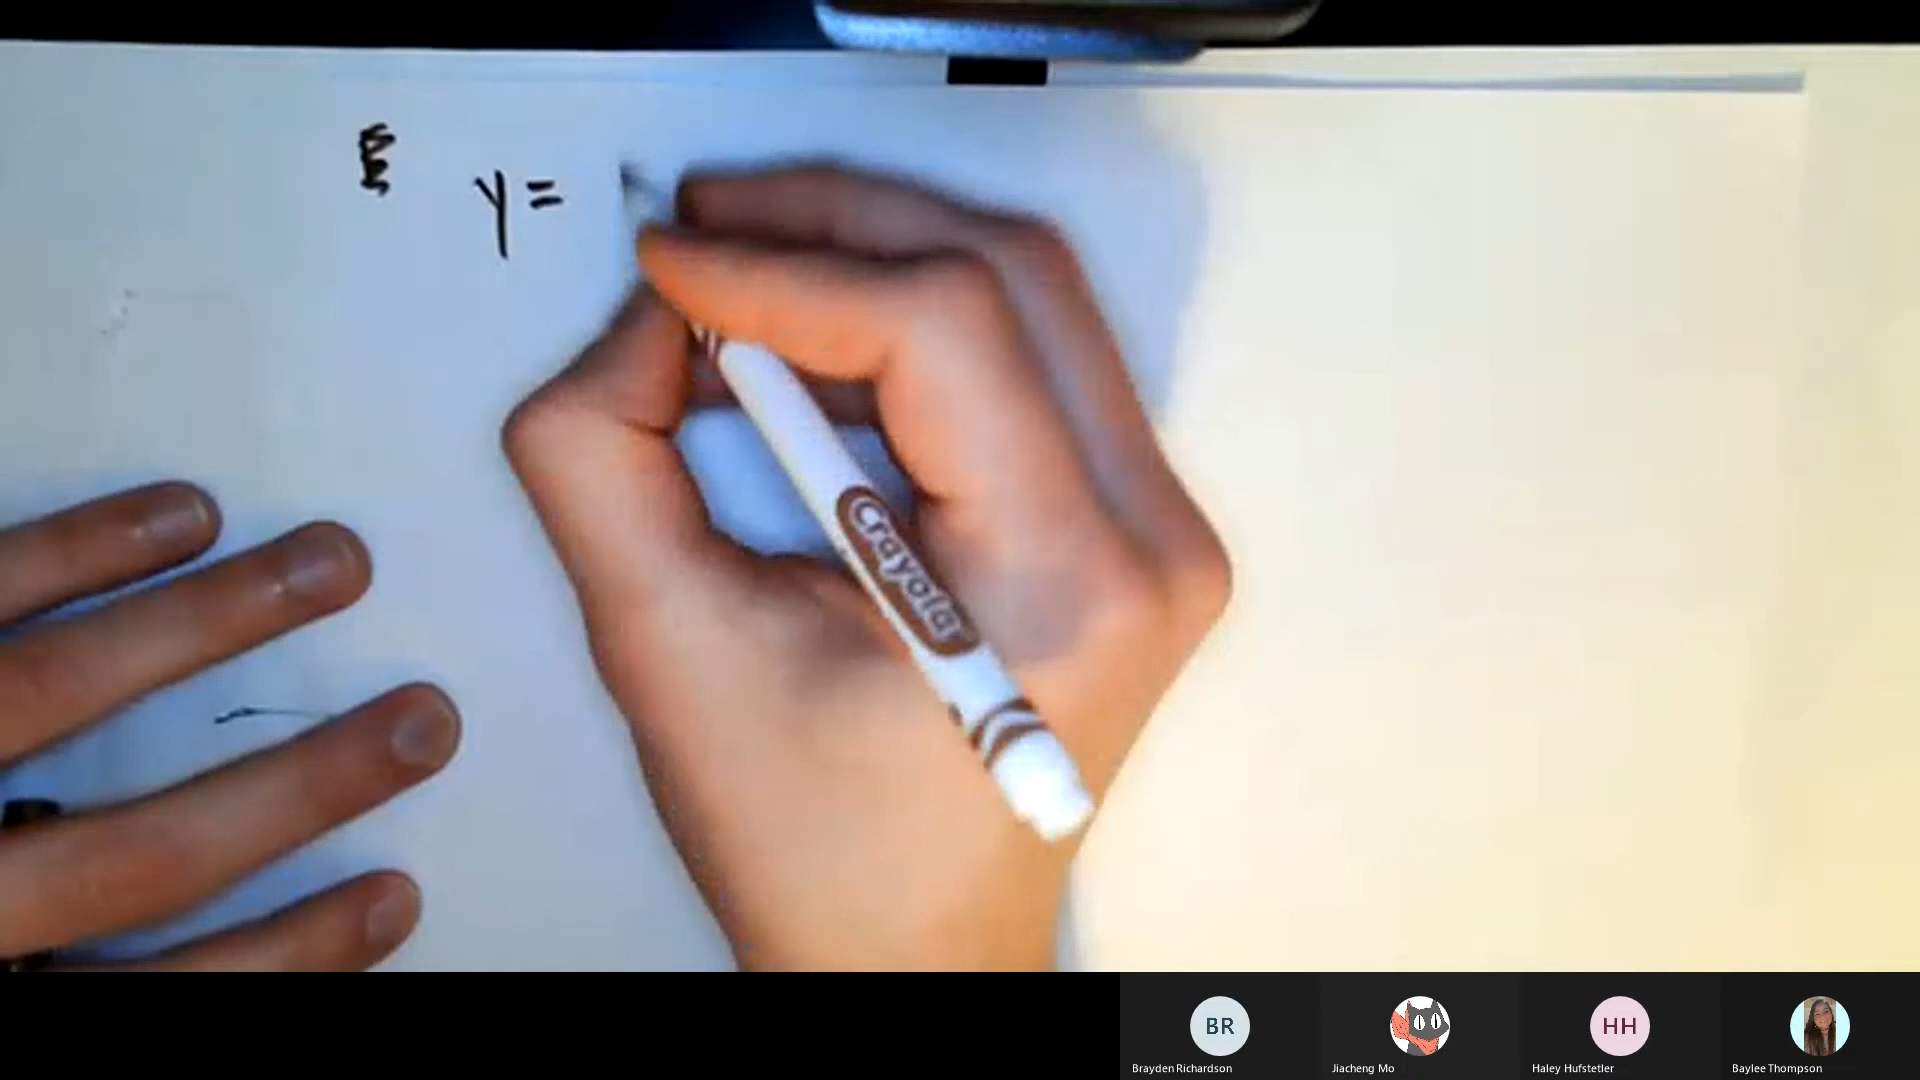 y =
Crayola
BR
HH
Brayden Richardson
Jiacheng Mo
Haley Hufstetler
Baylee Thompson